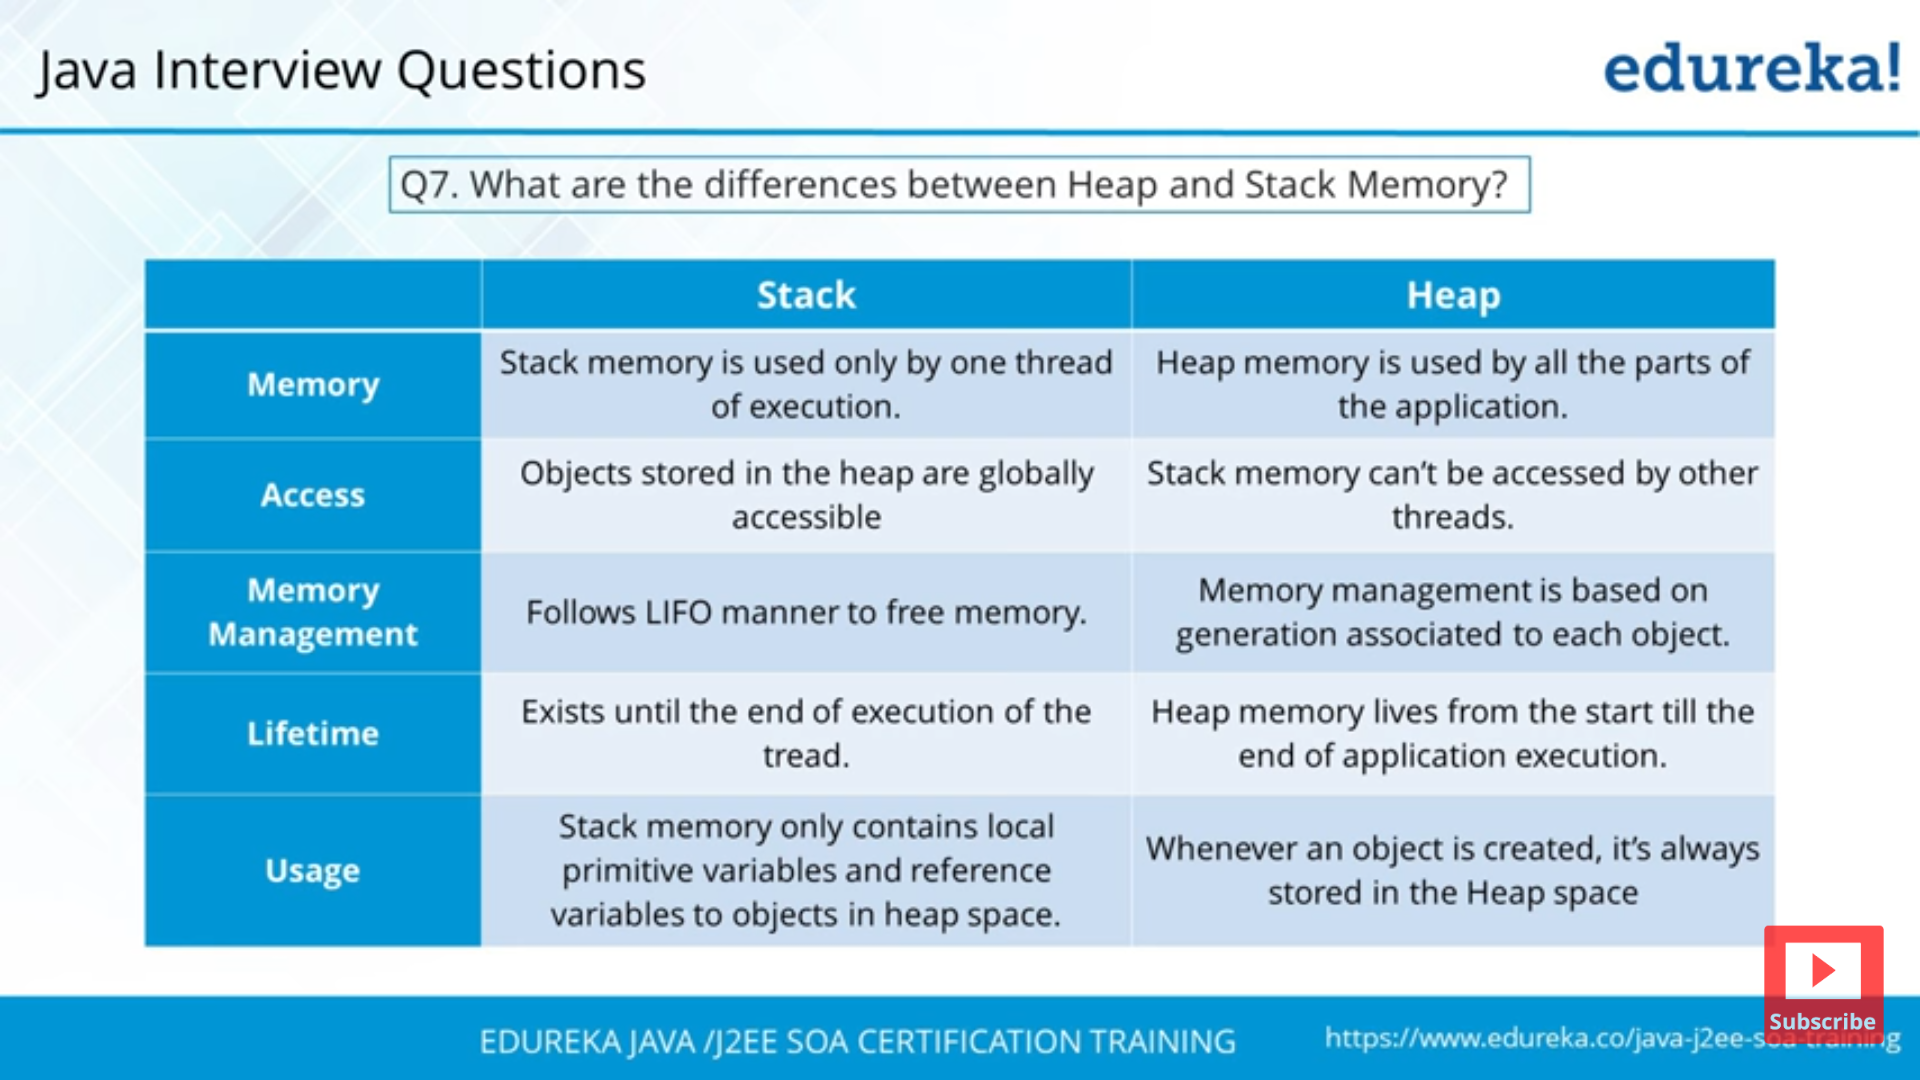 Java Interview Questions
edureka!
Q7. What are the differences between Heap and Stack Memory?
Stack
Heap
Memory
Stack memory is used only by one thread
of execution.
Heap memory is used by all the parts of
the application.
Access
Objects stored in the heap are globally
accessible
Stack memory can't be accessed by other
threads.
Memory
Management
Follows LIFO manner to free memory.
Memory management is based on
generation associated to each object.
Lifetime
Exists until the end of execution of the
tread.
Heap memory lives from the start till the
end of application execution.
Usage
Stack memory only contains local
primitive variables and reference
variables to objects in heap space.
Whenever an object is created, it's always
stored in the Heap space
Subscribe
EDUREKA JAVA /J2EE SOA CERTIFICATION TRAINING
https://www.edureka.co/java-j2ee-soa-training